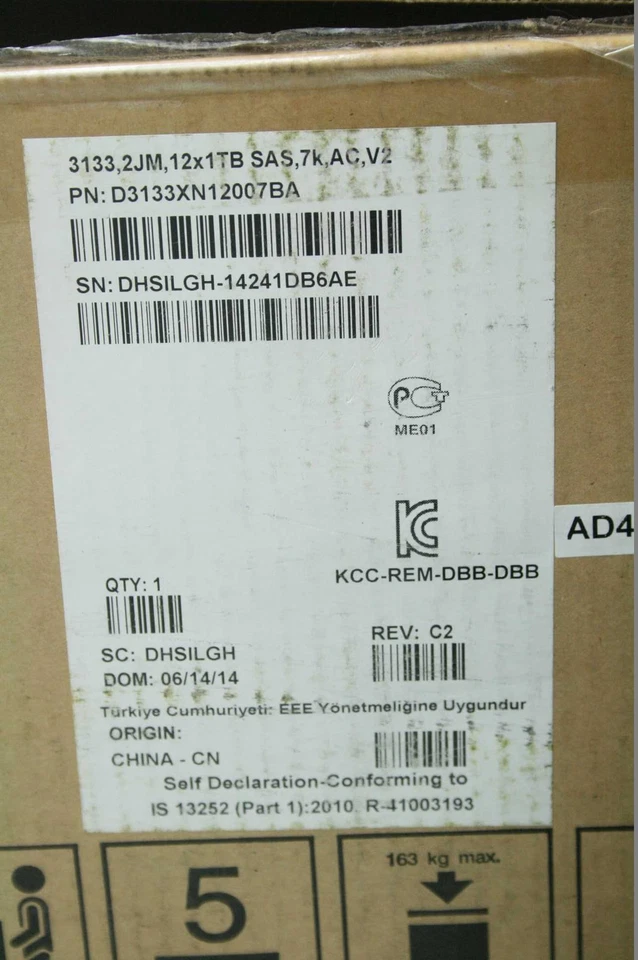 3133,2JM,12x1TB SAS,7k,AC,V2
PN: D3133XN12007BA
SN: DHSILGH-14241DB6AE
PCT
ME01
KC
AD4
KCC-REM-DBB-DBB
QTY: 1
REV: C2
SC: DHSILGH
DOM: 06/14/14
Türkiye Cumhuriyeti: EEE Yönetmeliğine Uygundur
ORIGIN:
CHINA - CN
Self Declaration-Conforming to
IS 13252 (Part 1):2010. R-41003193
5
163 kg max.